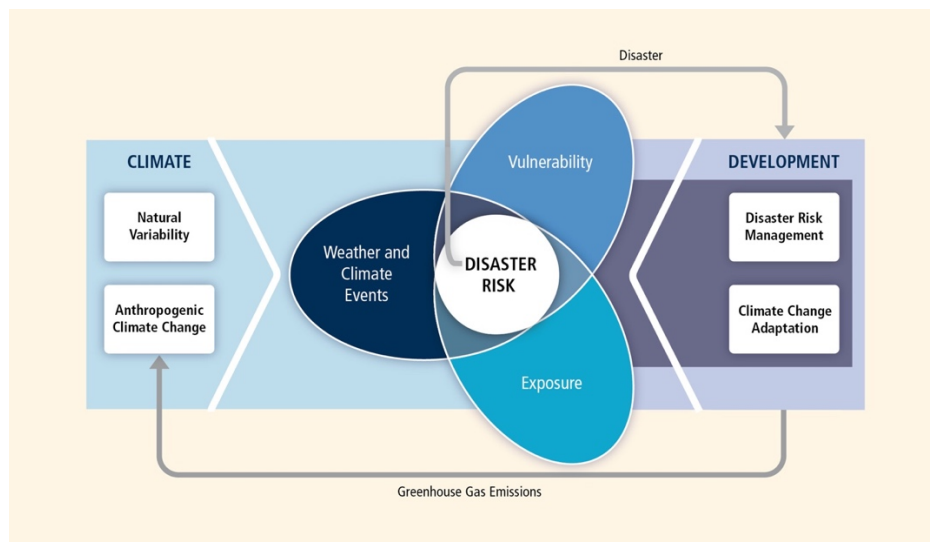 Disaster
CLIMATE
Natural
Variability
Anthropogenic
Climate Change
Weather and
Climate
Events
Vulnerability
DISASTER
RISK
Exposure
DEVELOPMENT
Disaster Risk
Management
Climate Change
Adaptation
Greenhouse Gas Emissions